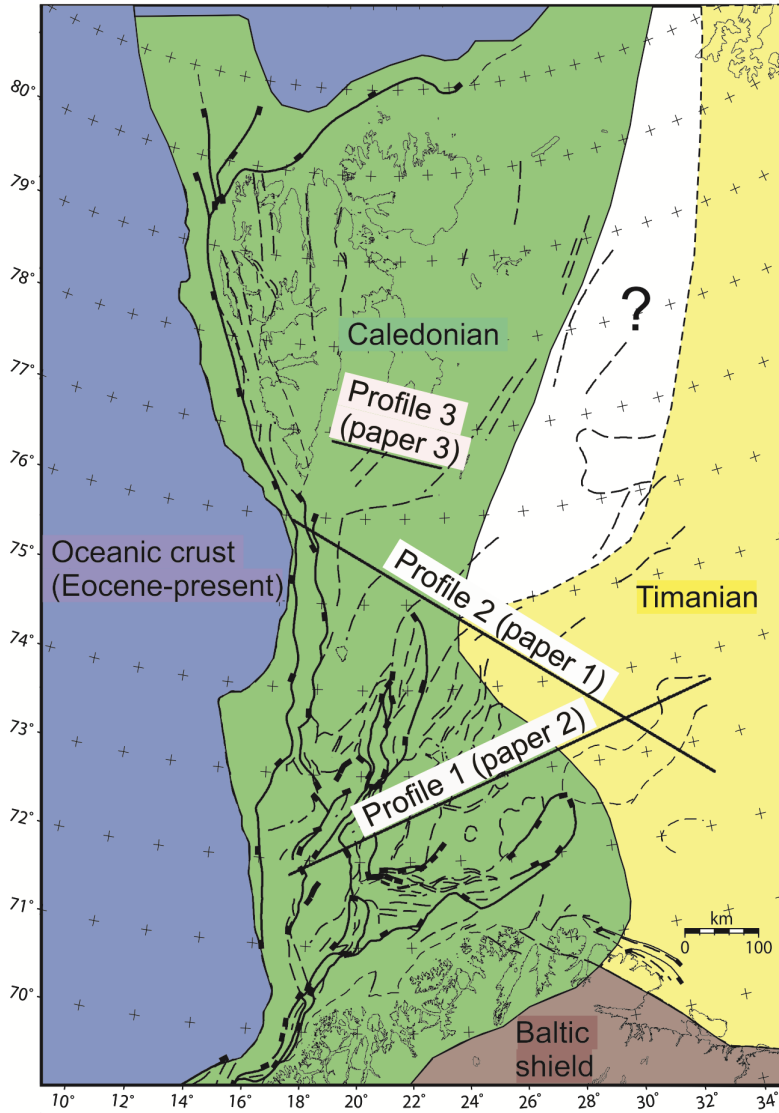 80°
79°
78°
77°
76°
75°
74°
73°
72°
71°
70°
?
Caledonian
Profile 3
(paper 3)
Oceanic crust
(Eocene-present)
Profile 2 (paper 1)
Timanian
Profile 1 (paper 2)
km
0 100
Baltic
shield
10° 12° 14° 16° 18° 20° 22° 24° 26° 28° 30° 32° 34°